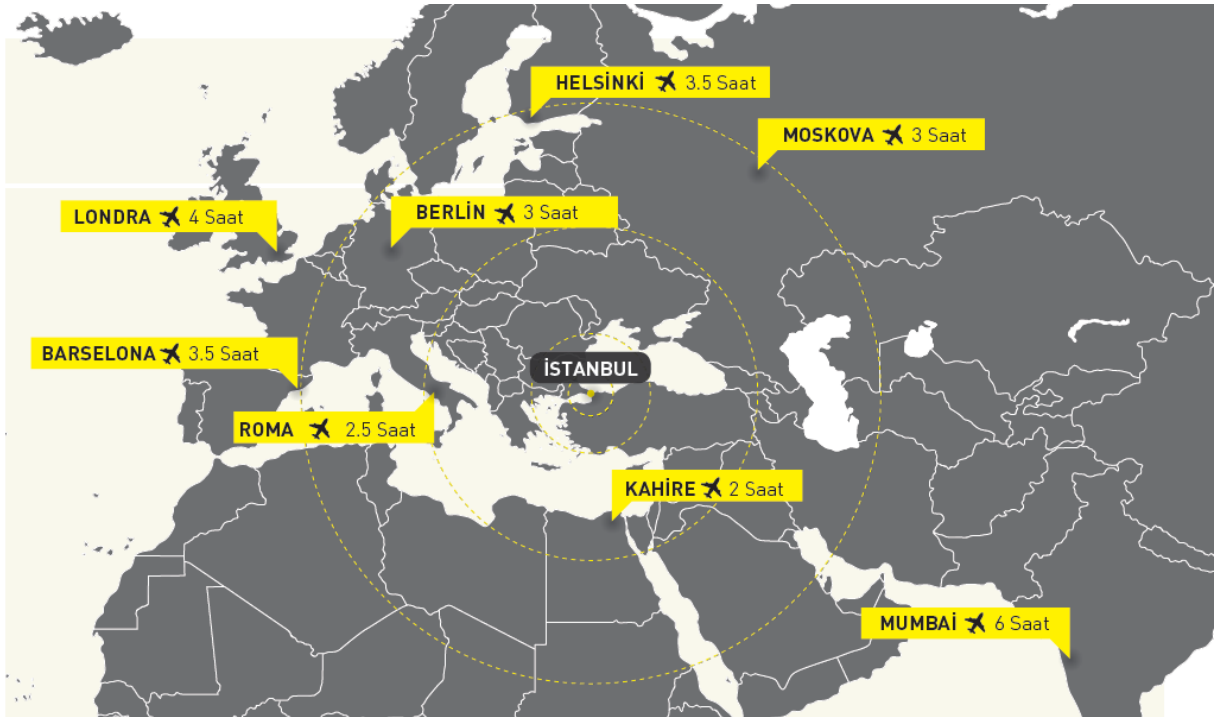 HELSİNKİ 3.5 Saat
MOSKOVA 3 Saat
LONDRA 4 Saat
BERLİN 3 Saat
BARSELONA 3.5 Saat
İSTANBUL
ROMA 2.5 Saat
KAHİRE 2 Saat
MUMBAİ 6 Saat